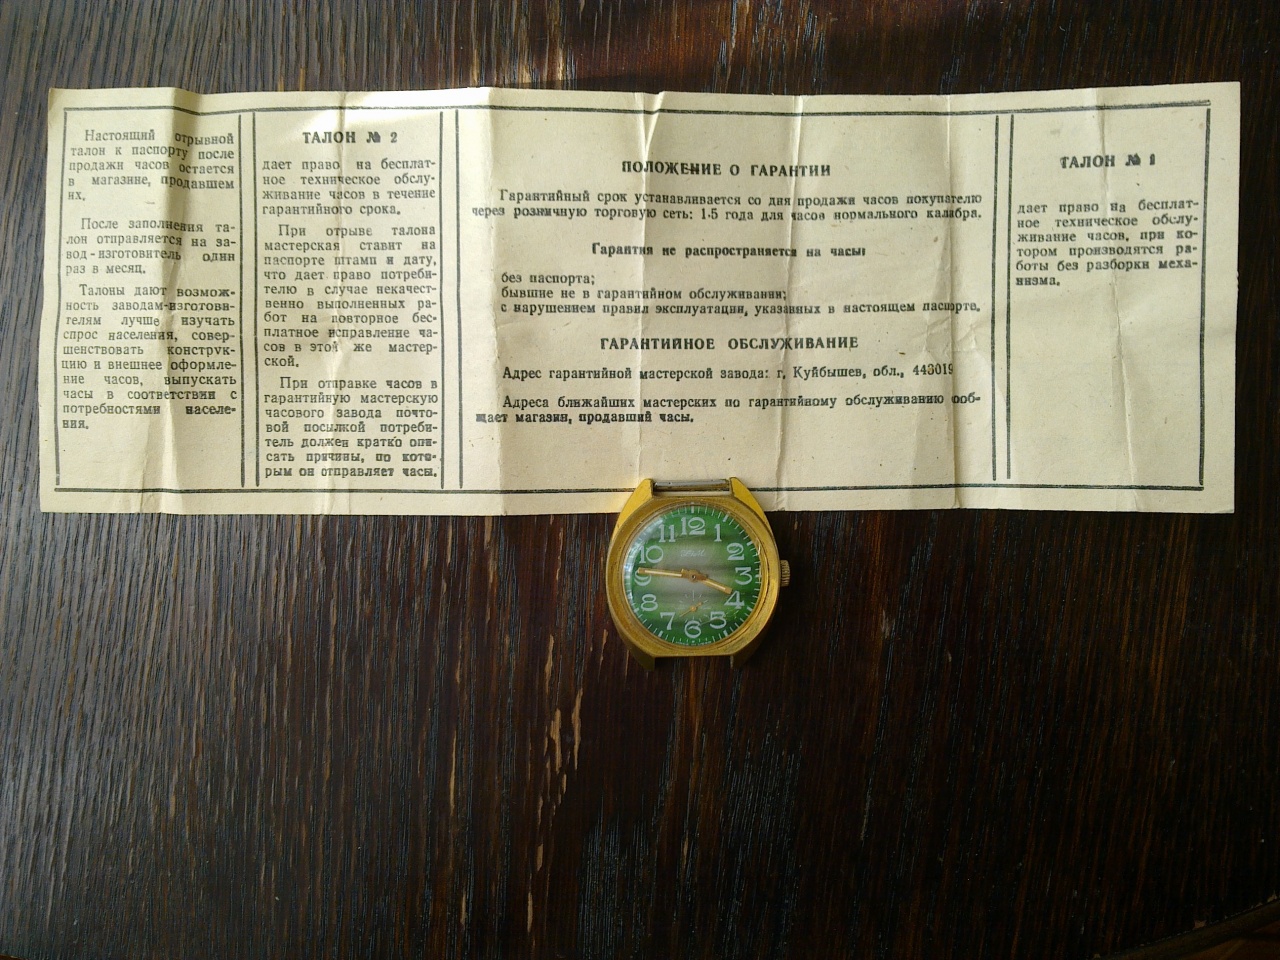 Настоящий отрывной
талон к паспорту после
продажи часов остается
в магазине, продавшем
их.
После заполнения та-
лон отправляется на за-
вод-изготовитель один
раз в месяц.
Талоны дают возмож-
ность заводам-изготови-
телям лучше изучать
спрос населения, совер-
шенствовать конструк-
цию и внешнее оформле-
ние часов, выпускать
часы в соответствии с
потребностями населе-
ния.
ТАЛОН № 2
дает право на бесплат-
ное техническое обслу-
живание часов в течение
гарантийного срока.
При отрыве талона
мастерская ставит на
паспорте штамп и дату,
что дает право потреби-
телю в случае некачест-
венно выполненных ра-
бот на повторное бес-
платное исправление ча-
сов в этой же мастер-
ской.
При отправке часов в
гарантийную мастерскую
часового завода почто-
вой посылкой потреби-
тель должен кратко опи-
сать причины, по кото-
рым он отправляет часы.
ПОЛОЖЕНИЕ О ГАРАНТИИ
Гарантийный срок устанавливается со дня продажи часов покупателю
через розничную торговую сеть: 1-5 года для часов нормального калибра.
Гарантия не распространяется на часы:
без паспорта;
бывшие не в гарантийном обслуживании;
с нарушением правил эксплуатации, указанных в настоящем паспорте.
ГАРАНТИЙНОЕ ОБСЛУЖИВАНИЕ
Адрес гарантийной мастерской завода: г. Куйбышев, обл., 443019
Адреса ближайших мастерских по гарантийному обслуживанию сооб-
щает магазин, продавший часы.
ТАЛОН № 1
дает право на бесплат-
ное техническое обслу-
живание часов, при ко-
тором производятся ра-
боты без разборки меха-
низма.
12
1
2
3
4
5
6
7
8
9
10
11